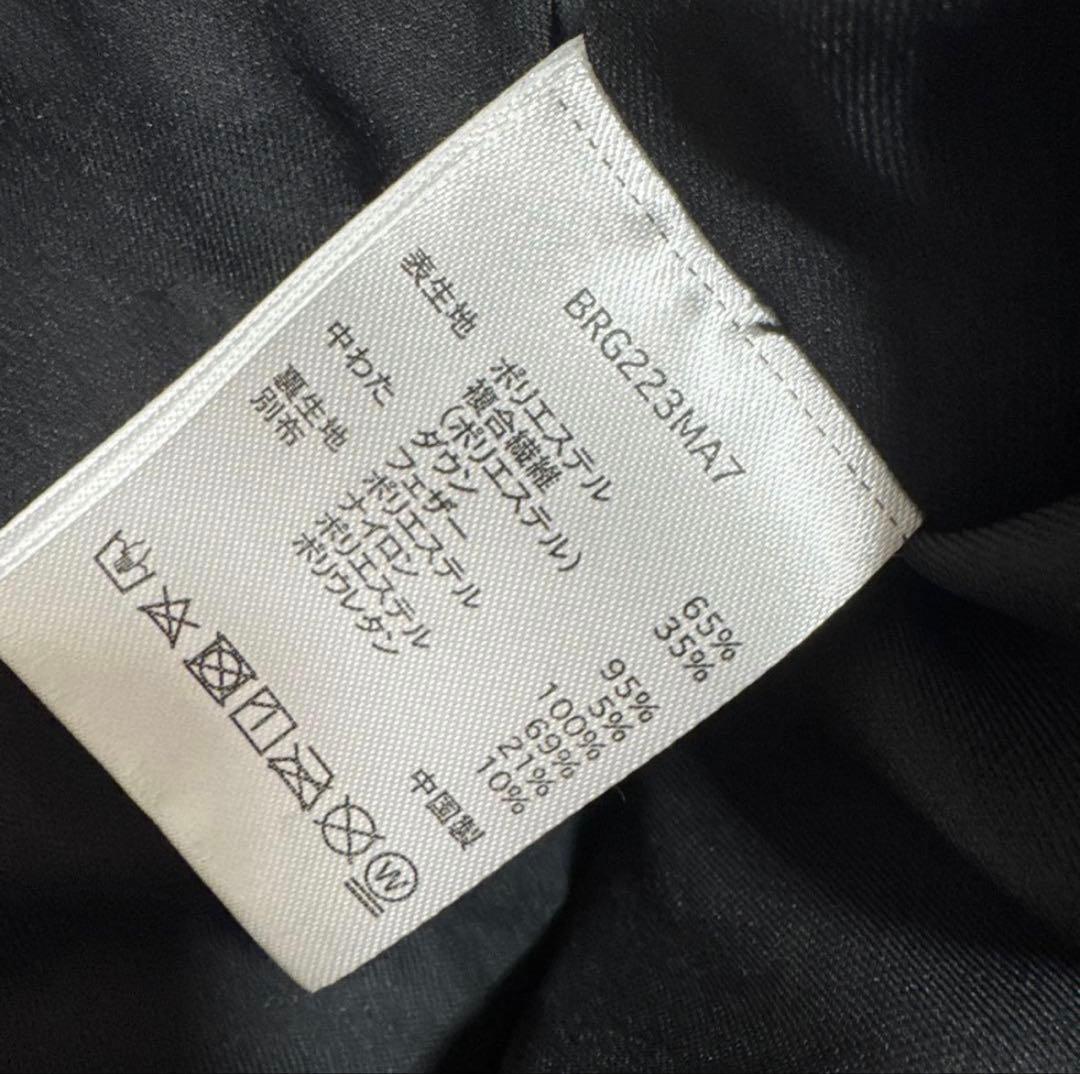 BRG223MA7
表生地 ポリエステル 65%
複合繊維 35%
(ポリエステル)
中わた ダウン 95%
フェザー 5%
裏生地 ポリエステル 100%
別布 ナイロン 69%
ポリエステル 21%
ポリウレタン 10%
中国製
W